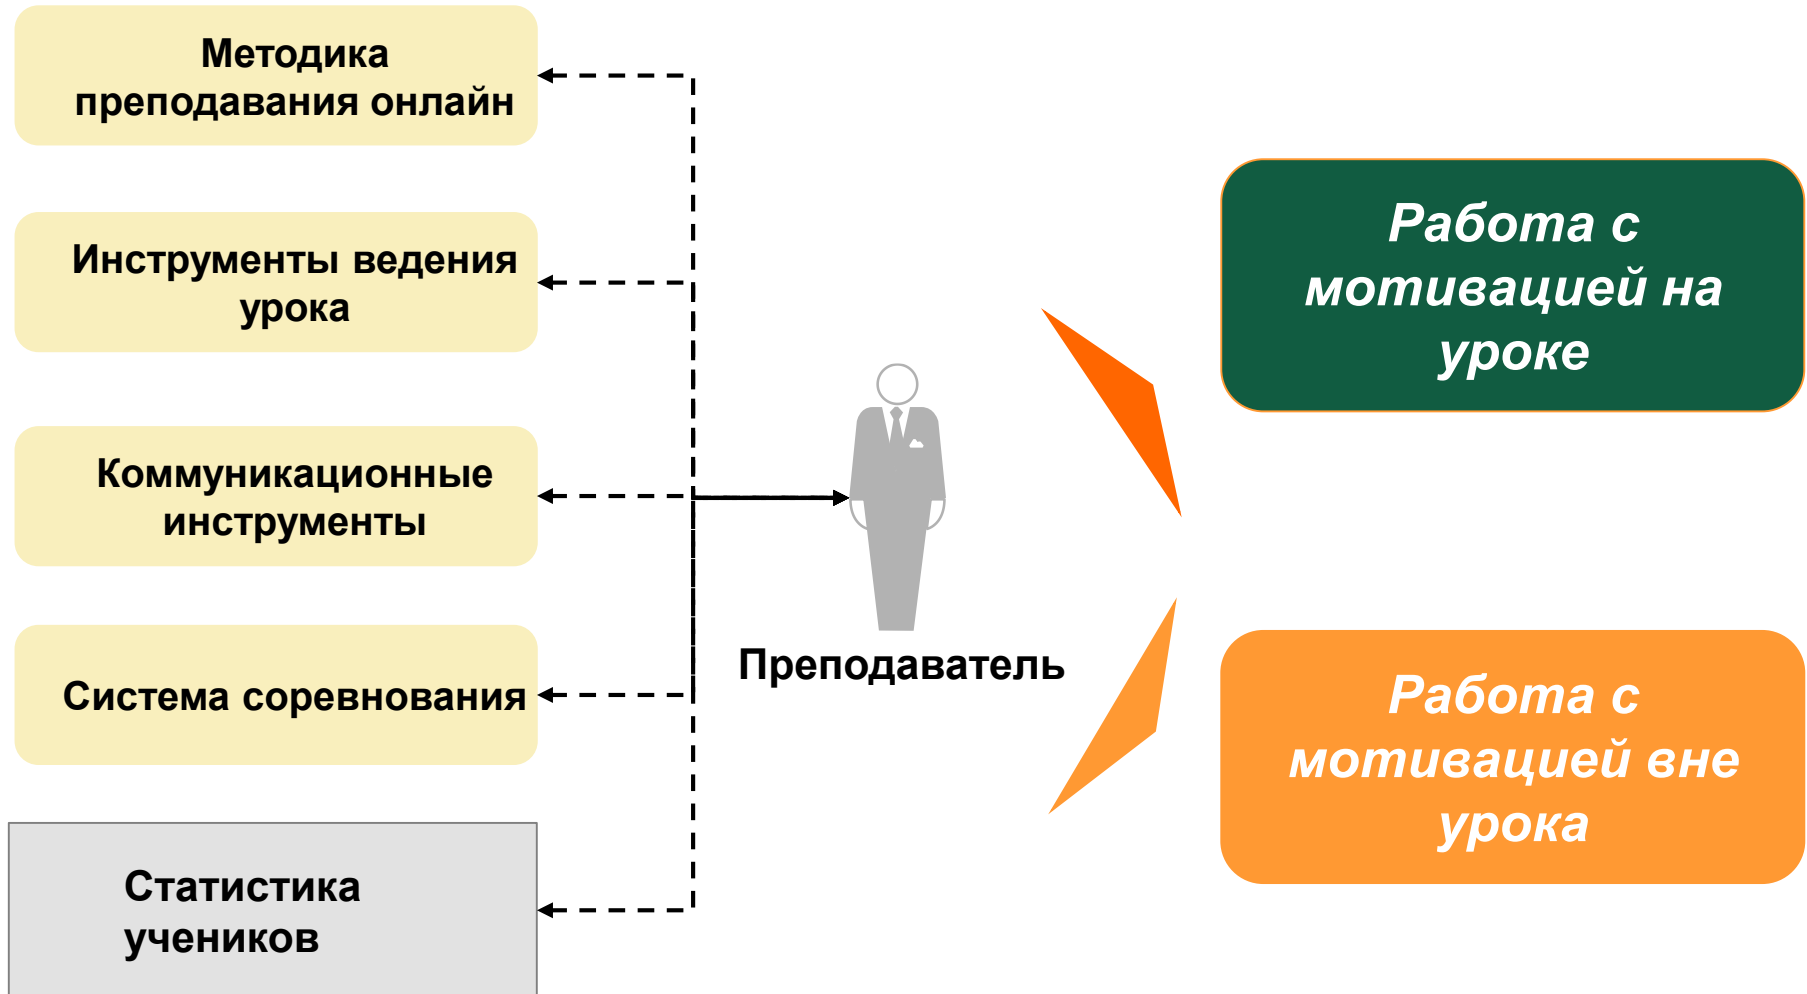 Методика
преподавания онлайн
Инструменты ведения
урока
Коммуникационные
инструменты
Система соревнования
Статистика
учеников
Преподаватель
Работа с
мотивацией на
уроке
Работа с
мотивацией вне
урока